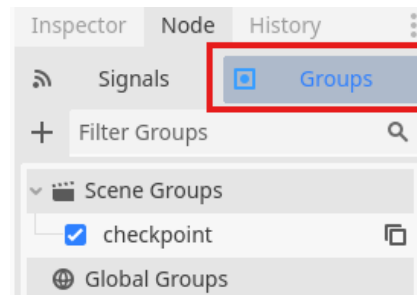 Inspector Node History
Signals Groups
Filter Groups
Scene Groups
checkpoint
Global Groups